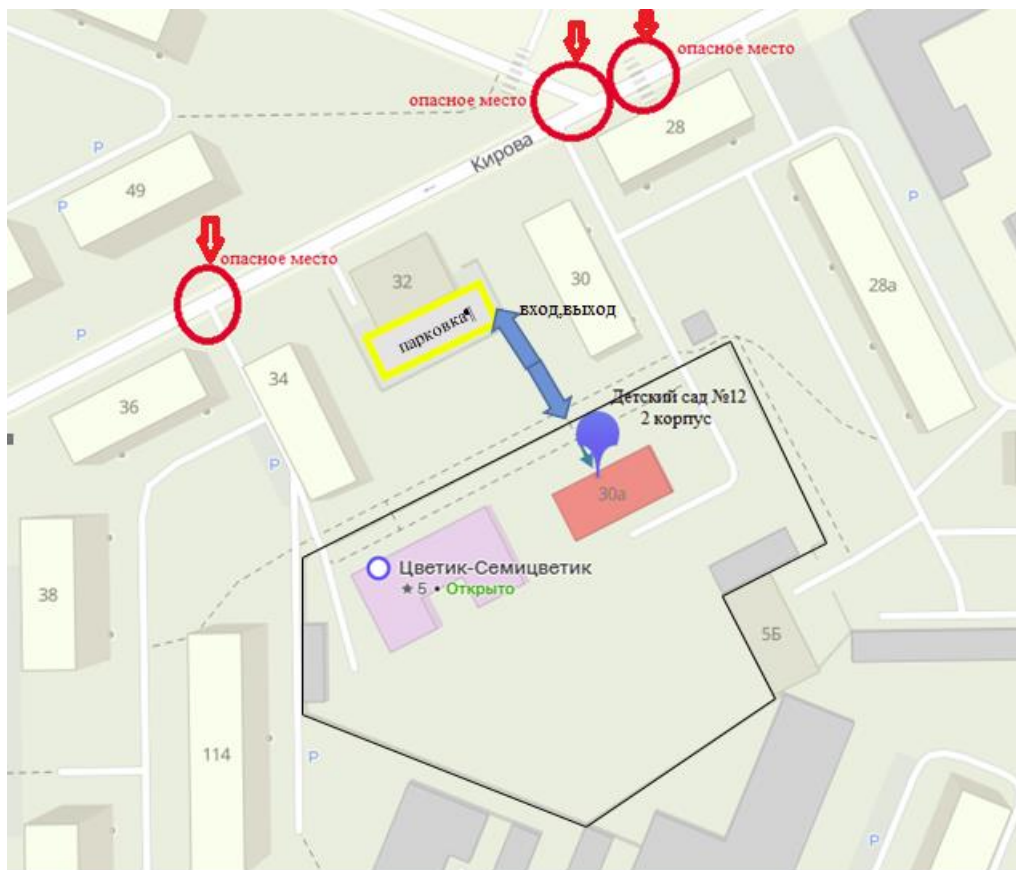 опасное место
опасное место
28
Кирова
P
49
P
P
28а
опасное место
32
30
вход,выход
парковка¶
P
34
36
Детский сад №12
2 корпус
P
30а
Цветик-Семицветик
★ 5 • Открыто
38
5Б
114
P
P